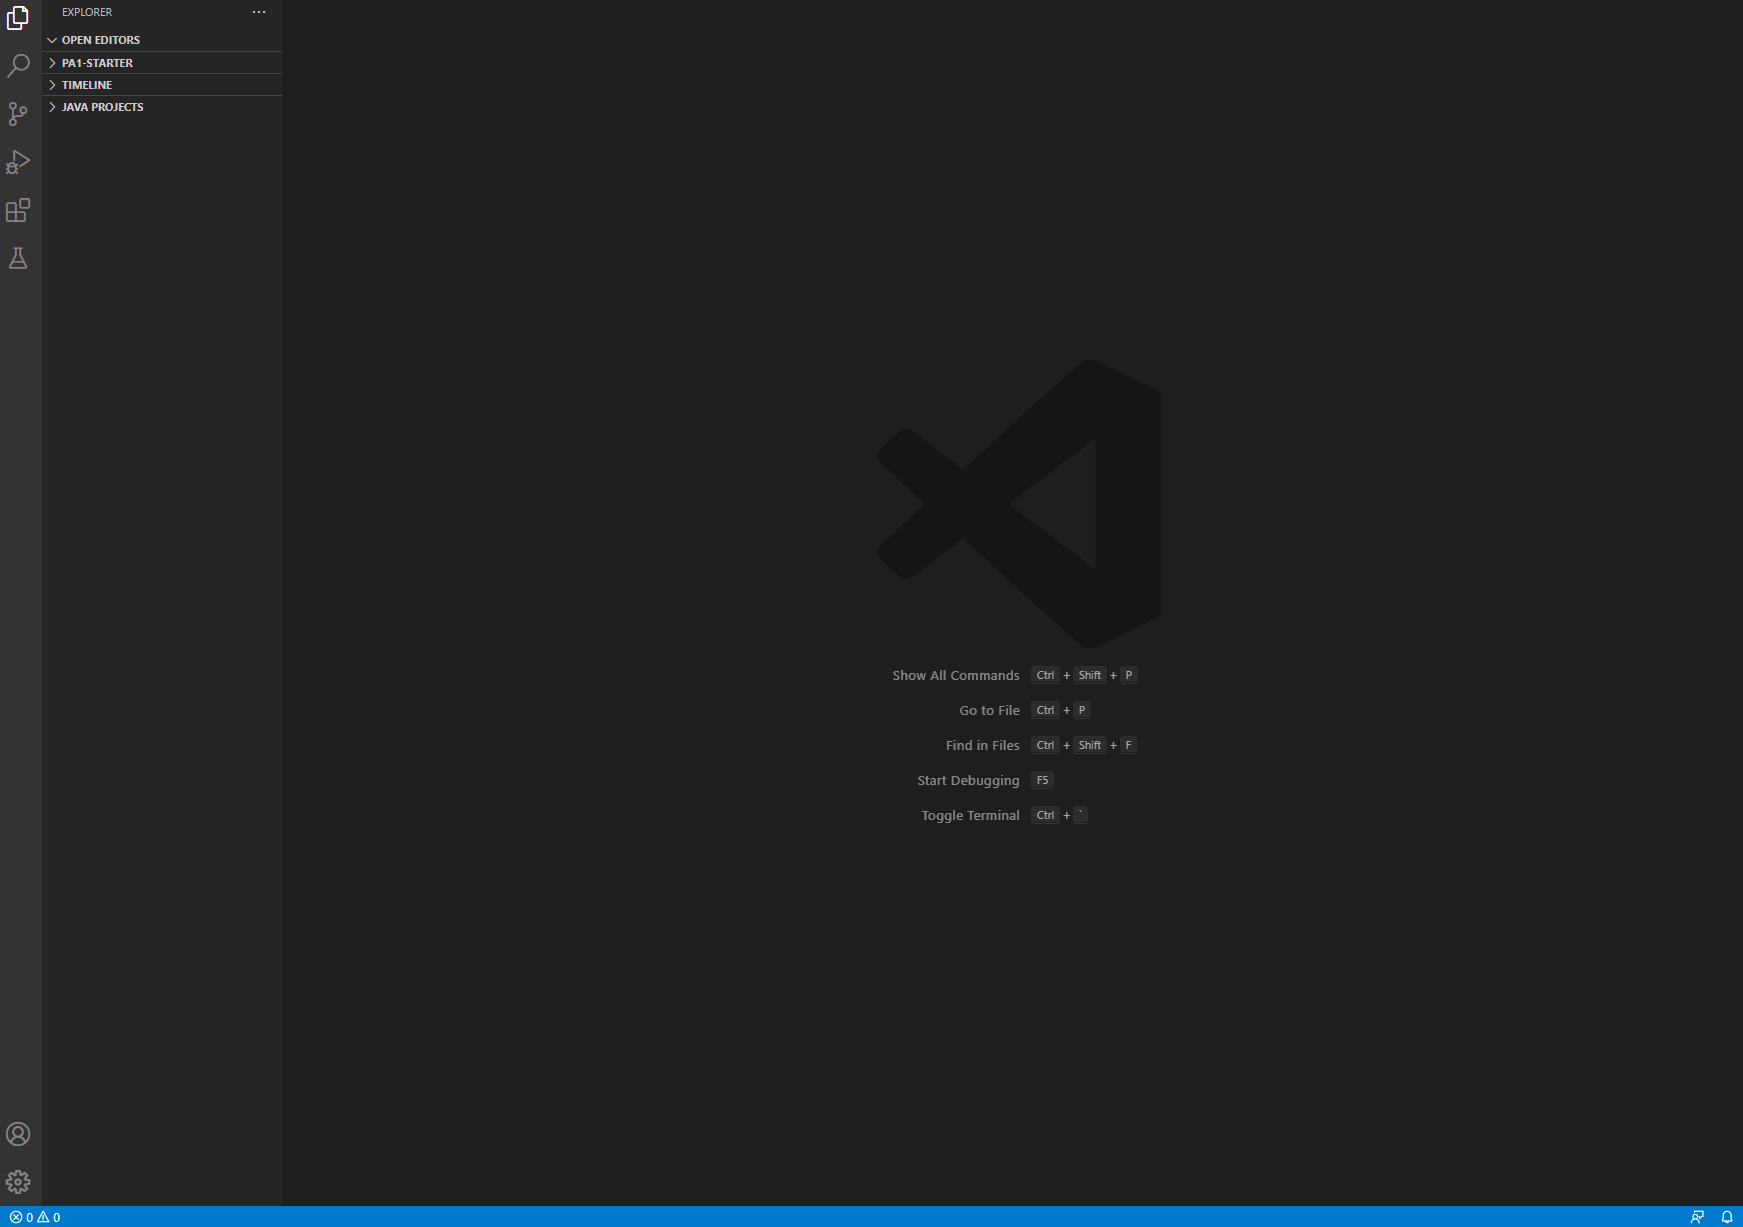 EXPLORER
OPEN EDITORS
PA1-STARTER
TIMELINE
JAVA PROJECTS
Show All Commands Ctrl + Shift + P
Go to File Ctrl + P
Find in Files Ctrl + Shift + F
Start Debugging F5
Toggle Terminal Ctrl + `
0 0